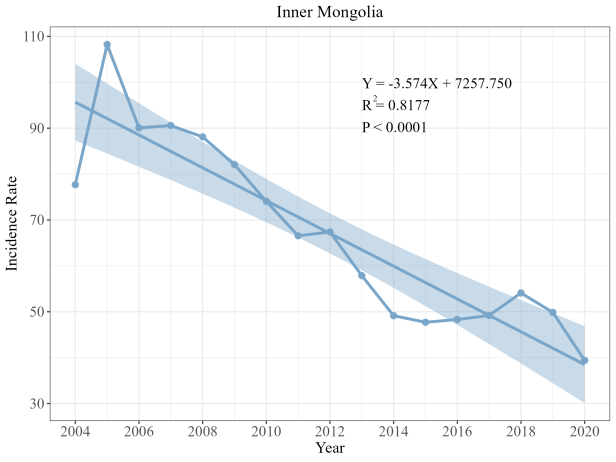 Inner Mongolia
110
90
70
50
30
Incidence Rate
Y = -3.574X + 7257.750
R²= 0.8177
P < 0.0001
2004 2006 2008 2010 2012 2014 2016 2018 2020
Year